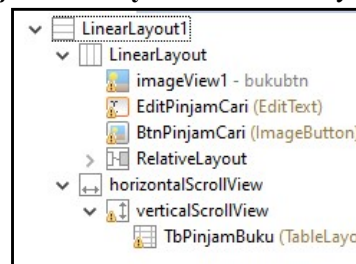 LinearLayout1
LinearLayout
imageView1 - bukubtn
EditPinjamCari (EditText)
BtnPinjamCari (ImageButton)
RelativeLayout
horizontalScrollView
verticalScrollView
TbPinjamBuku (TableLayo